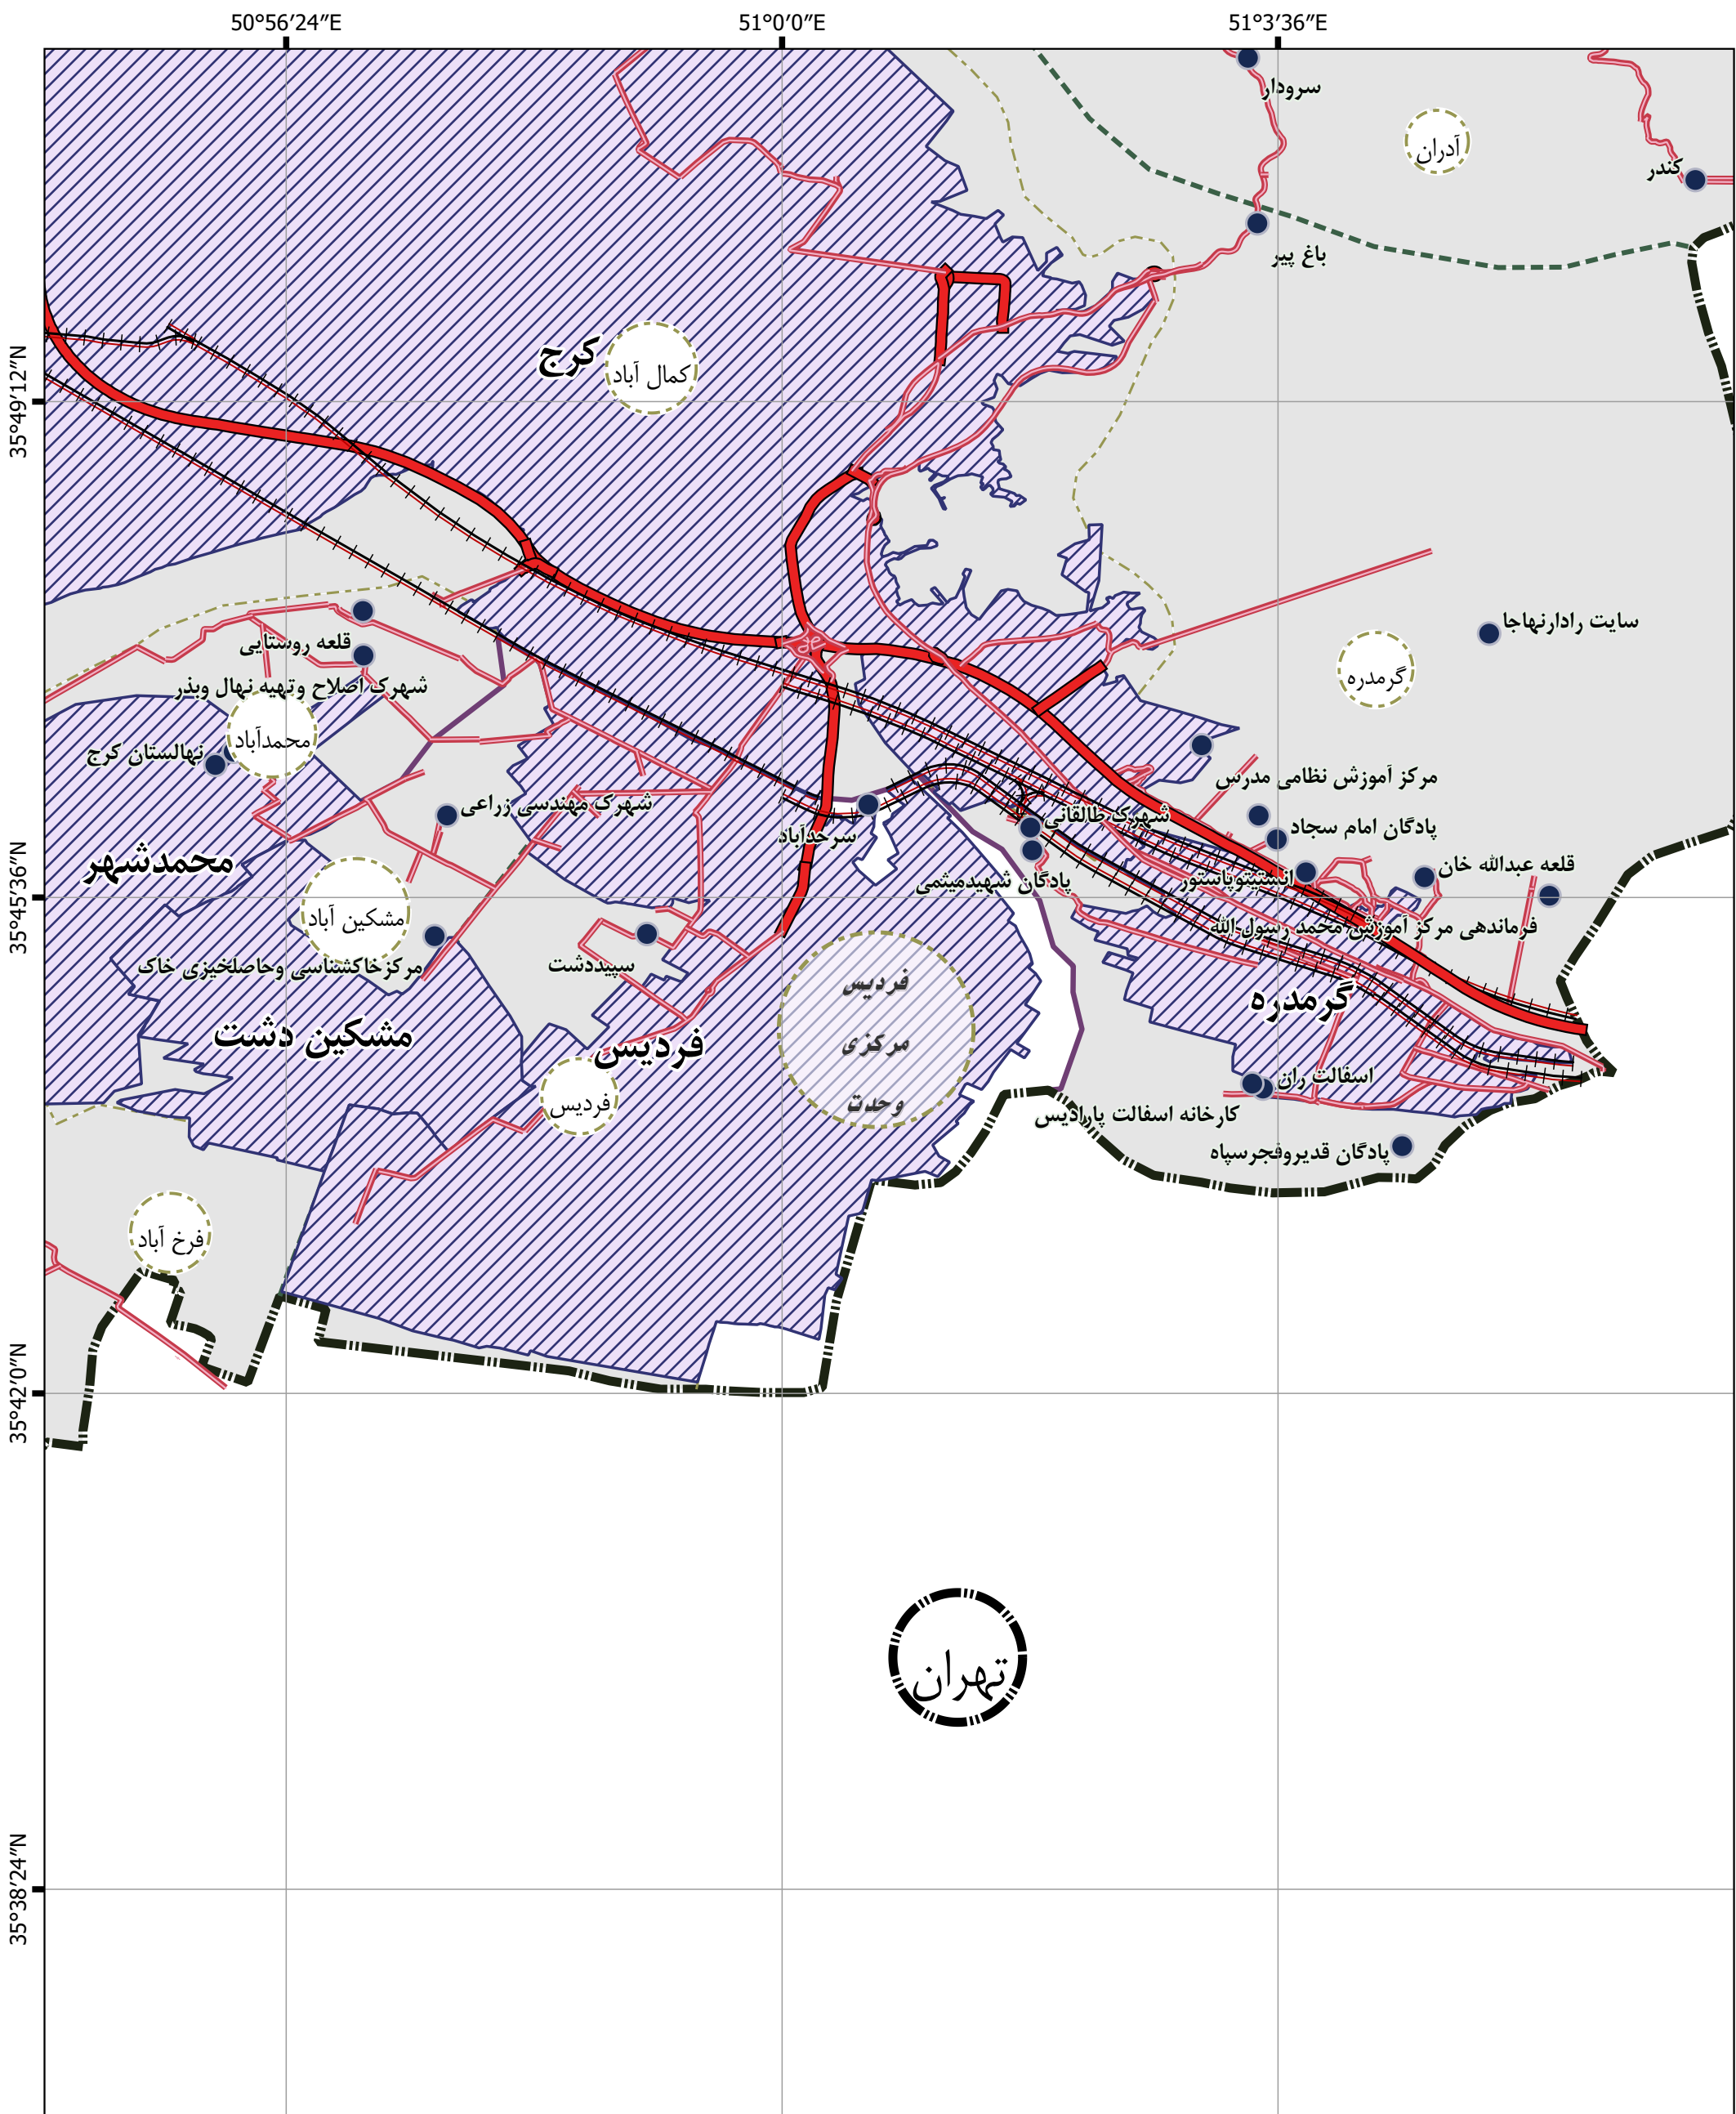 50°56′24″E
51°0′0″E
51°3′36″E
سرودار
آدران
کندر
باغ پیر
کرج
کمال آباد
35°49′12″N
سایت رادارنهاجا
قلعه روستایی
گرمدره
شهرک اصلاح وتهیه نهال وبذر
محمدآباد
نهالستان کرج
مرکز آموزش نظامی مدرس
شهرک مهندسی زراعی
شهرک طالقانی
پادگان امام سجاد
سرحدآباد
محمدشهر
قلعه عبدالله خان
انستیتوپاستور
پادگان شهیدمیثمی
35°45′36″N
مشکین آباد
فرماندهی مرکز آموزش محمد رسول الله
مرکزخاکشناسی وحاصلخیزی خاک
سپیددشت
فردیس
مرکزی
وحدت
گرمدره
مشکین دشت
فردیس
اسفالت ران
فردیس
کارخانه اسفالت پارادیس
پادگان قدیروفجرسپاه
فرخ آباد
35°42′0″N
تهران
35°38′24″N